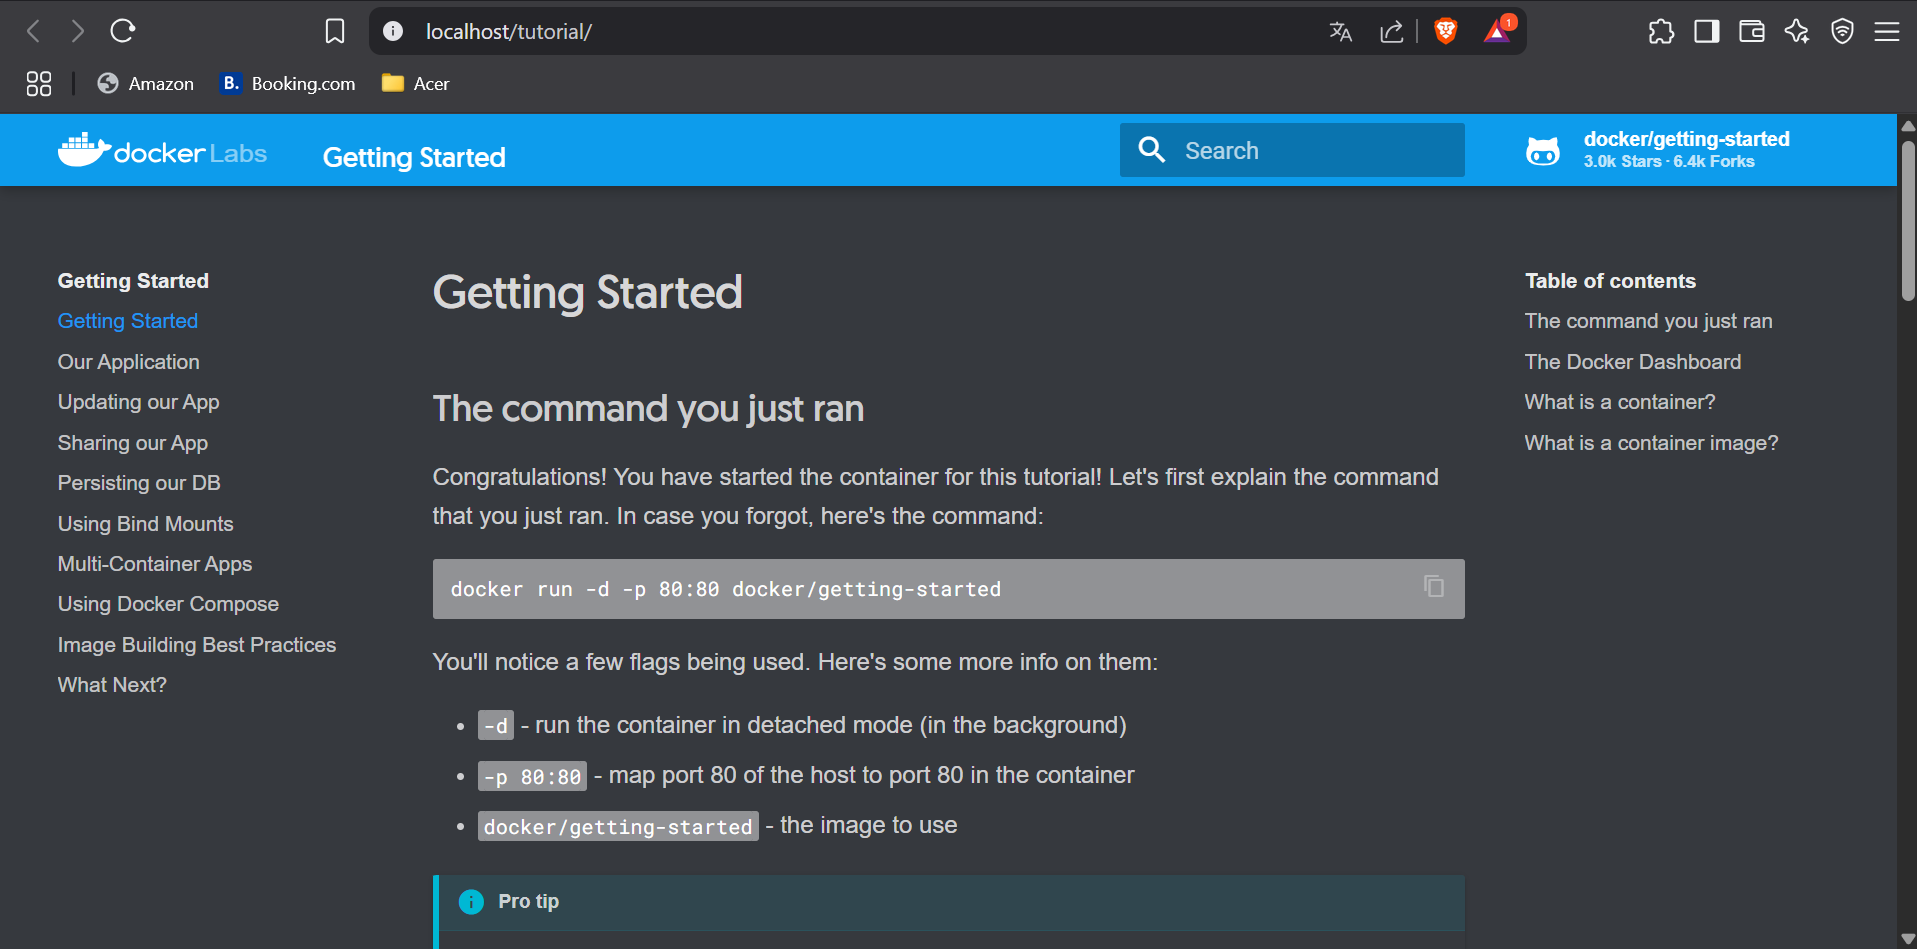 localhost/tutorial/
1
Amazon
B. Booking.com
Acer
docker Labs
Getting Started
Search
docker/getting-started
3.0k Stars · 6.4k Forks
Getting Started
Getting Started
Our Application
Updating our App
Sharing our App
Persisting our DB
Using Bind Mounts
Multi-Container Apps
Using Docker Compose
Image Building Best Practices
What Next?
Getting Started
The command you just ran
Congratulations! You have started the container for this tutorial! Let's first explain the command
that you just ran. In case you forgot, here's the command:
docker run -d -p 80:80 docker/getting-started
You'll notice a few flags being used. Here's some more info on them:
• -d - run the container in detached mode (in the background)
• -p 80:80 - map port 80 of the host to port 80 in the container
• docker/getting-started - the image to use
Pro tip
Table of contents
The command you just ran
The Docker Dashboard
What is a container?
What is a container image?